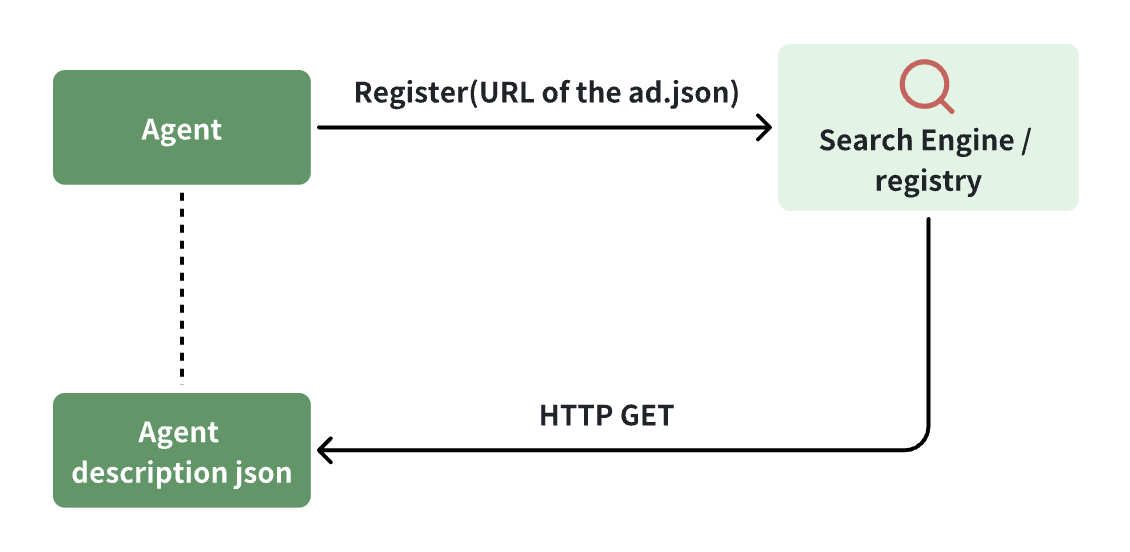 Agent
Register(URL of the ad.json)
Search Engine /
registry
HTTP GET
Agent
description json